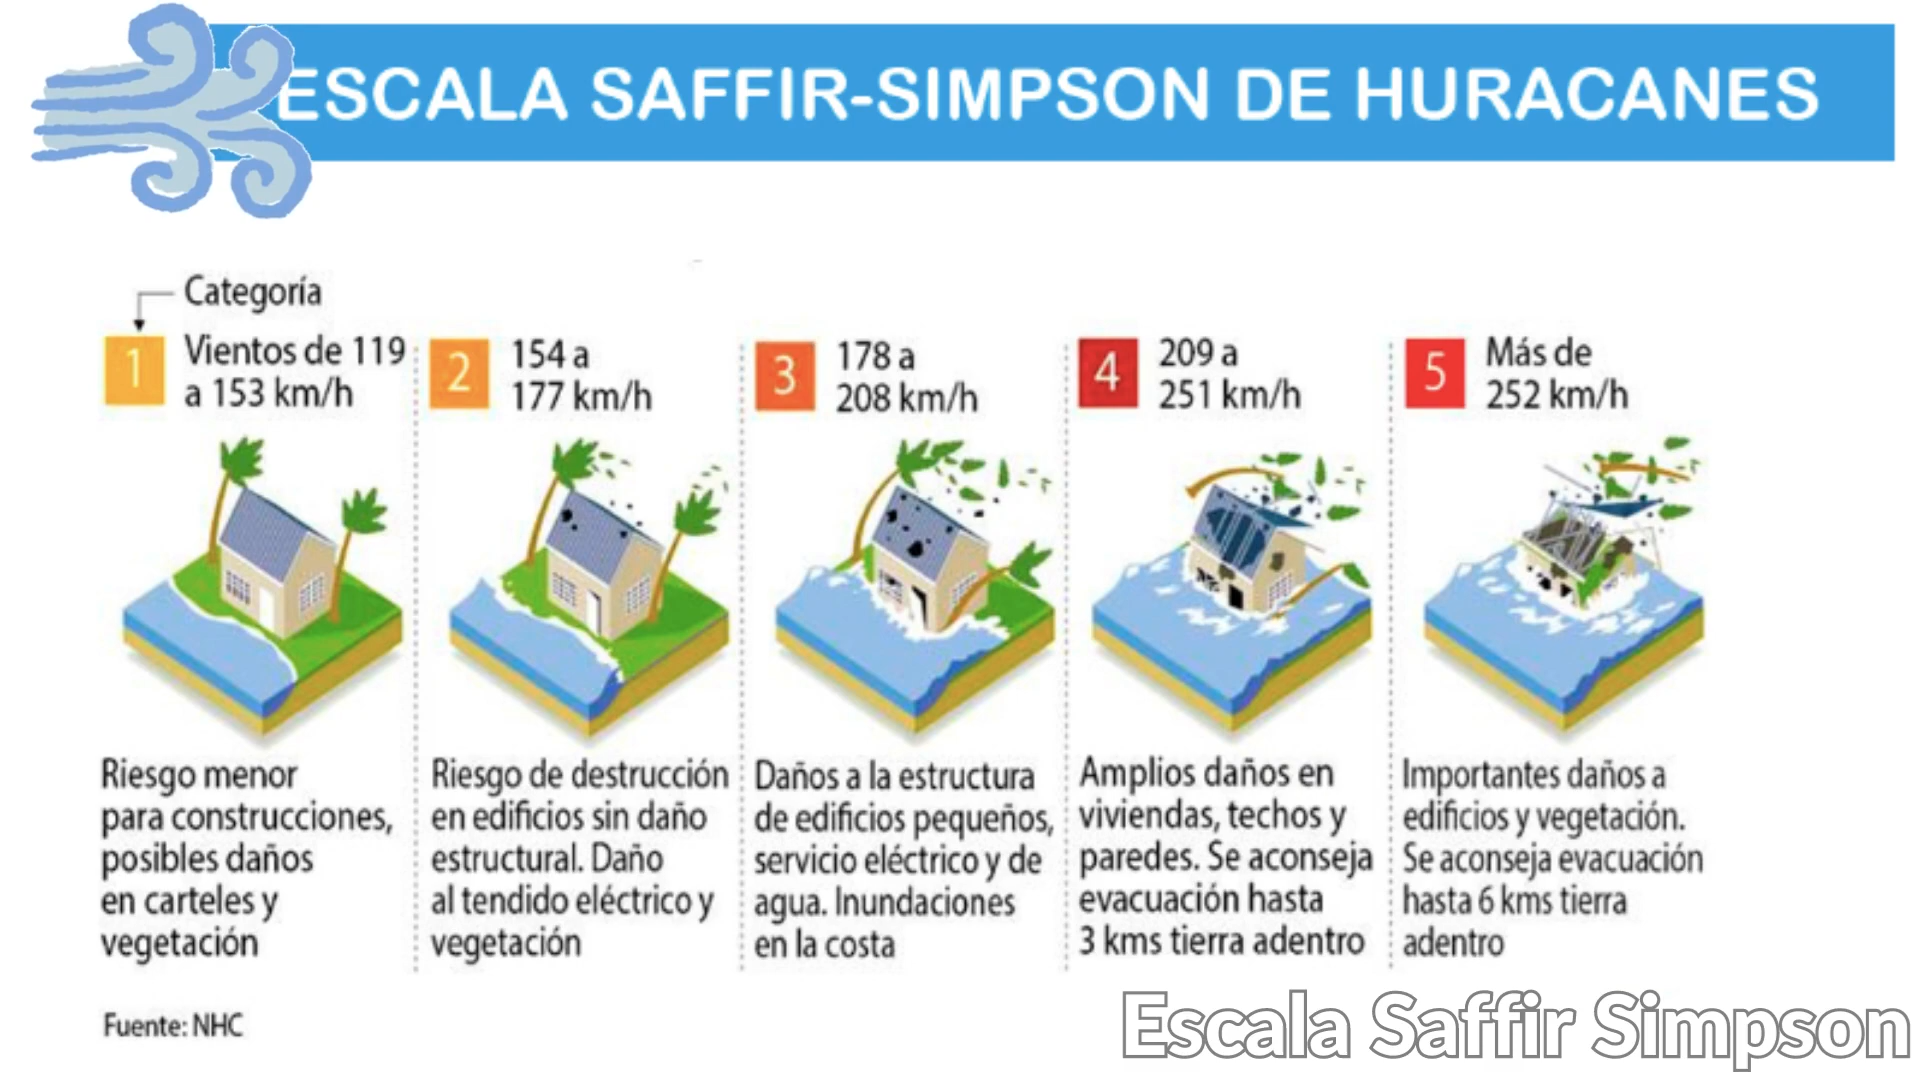 ESCALA SAFFIR-SIMPSON DE HURACANES
Categoría
1
Vientos de 119
a 153 km/h
Riesgo menor
para construcciones,
posibles daños
en carteles y
vegetación
2
154 a
177 km/h
Riesgo de destrucción
en edificios sin daño
estructural. Daño
al tendido eléctrico y
vegetación
3
178 a
208 km/h
Daños a la estructura
de edificios pequeños,
servicio eléctrico y de
agua. Inundaciones
en la costa
4
209 a
251 km/h
Amplios daños en
viviendas, techos y
paredes. Se aconseja
evacuación hasta
3 kms tierra adentro
5
Más de
252 km/h
Importantes daños a
edificios y vegetación.
Se aconseja evacuación
hasta 6 kms tierra
adentro
Fuente: NHC
Escala Saffir Simpson